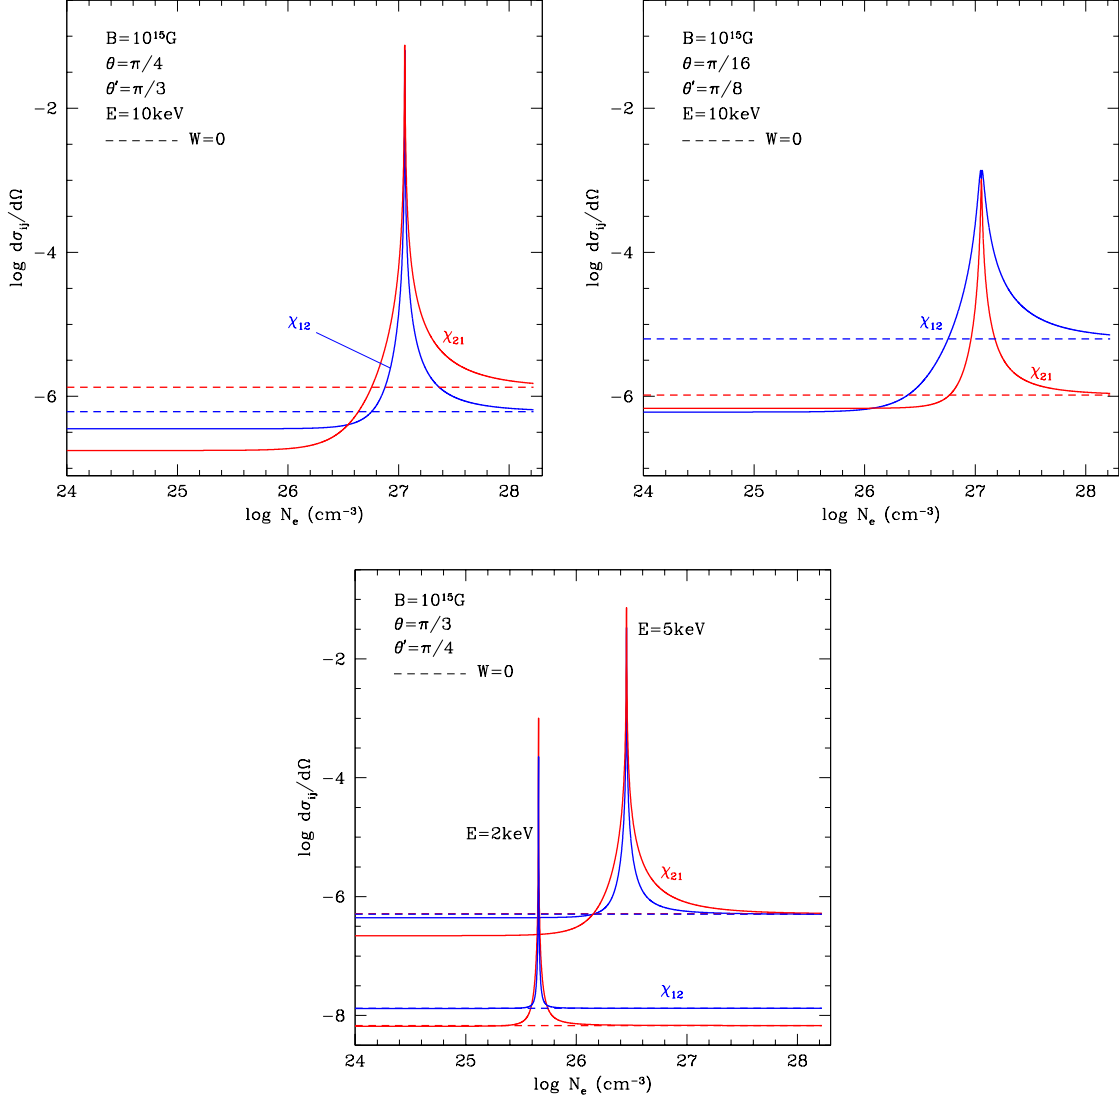 B=10¹⁵G
θ=π/4
θ'=π/3
E=10keV
W=0
-2
-4
-6
log dσij/dΩ
χ12
χ21
24 25 26 27 28
log Ne (cm⁻³)
B=10¹⁵G
θ=π/16
θ'=π/8
E=10keV
W=0
-2
-4
-6
log dσij/dΩ
χ12
χ21
24 25 26 27 28
log Ne (cm⁻³)
B=10¹⁵G
θ=π/3
θ'=π/4
W=0
E=5keV
E=2keV
-2
-4
-6
-8
log dσij/dΩ
χ21
χ12
24 25 26 27 28
log Ne (cm⁻³)